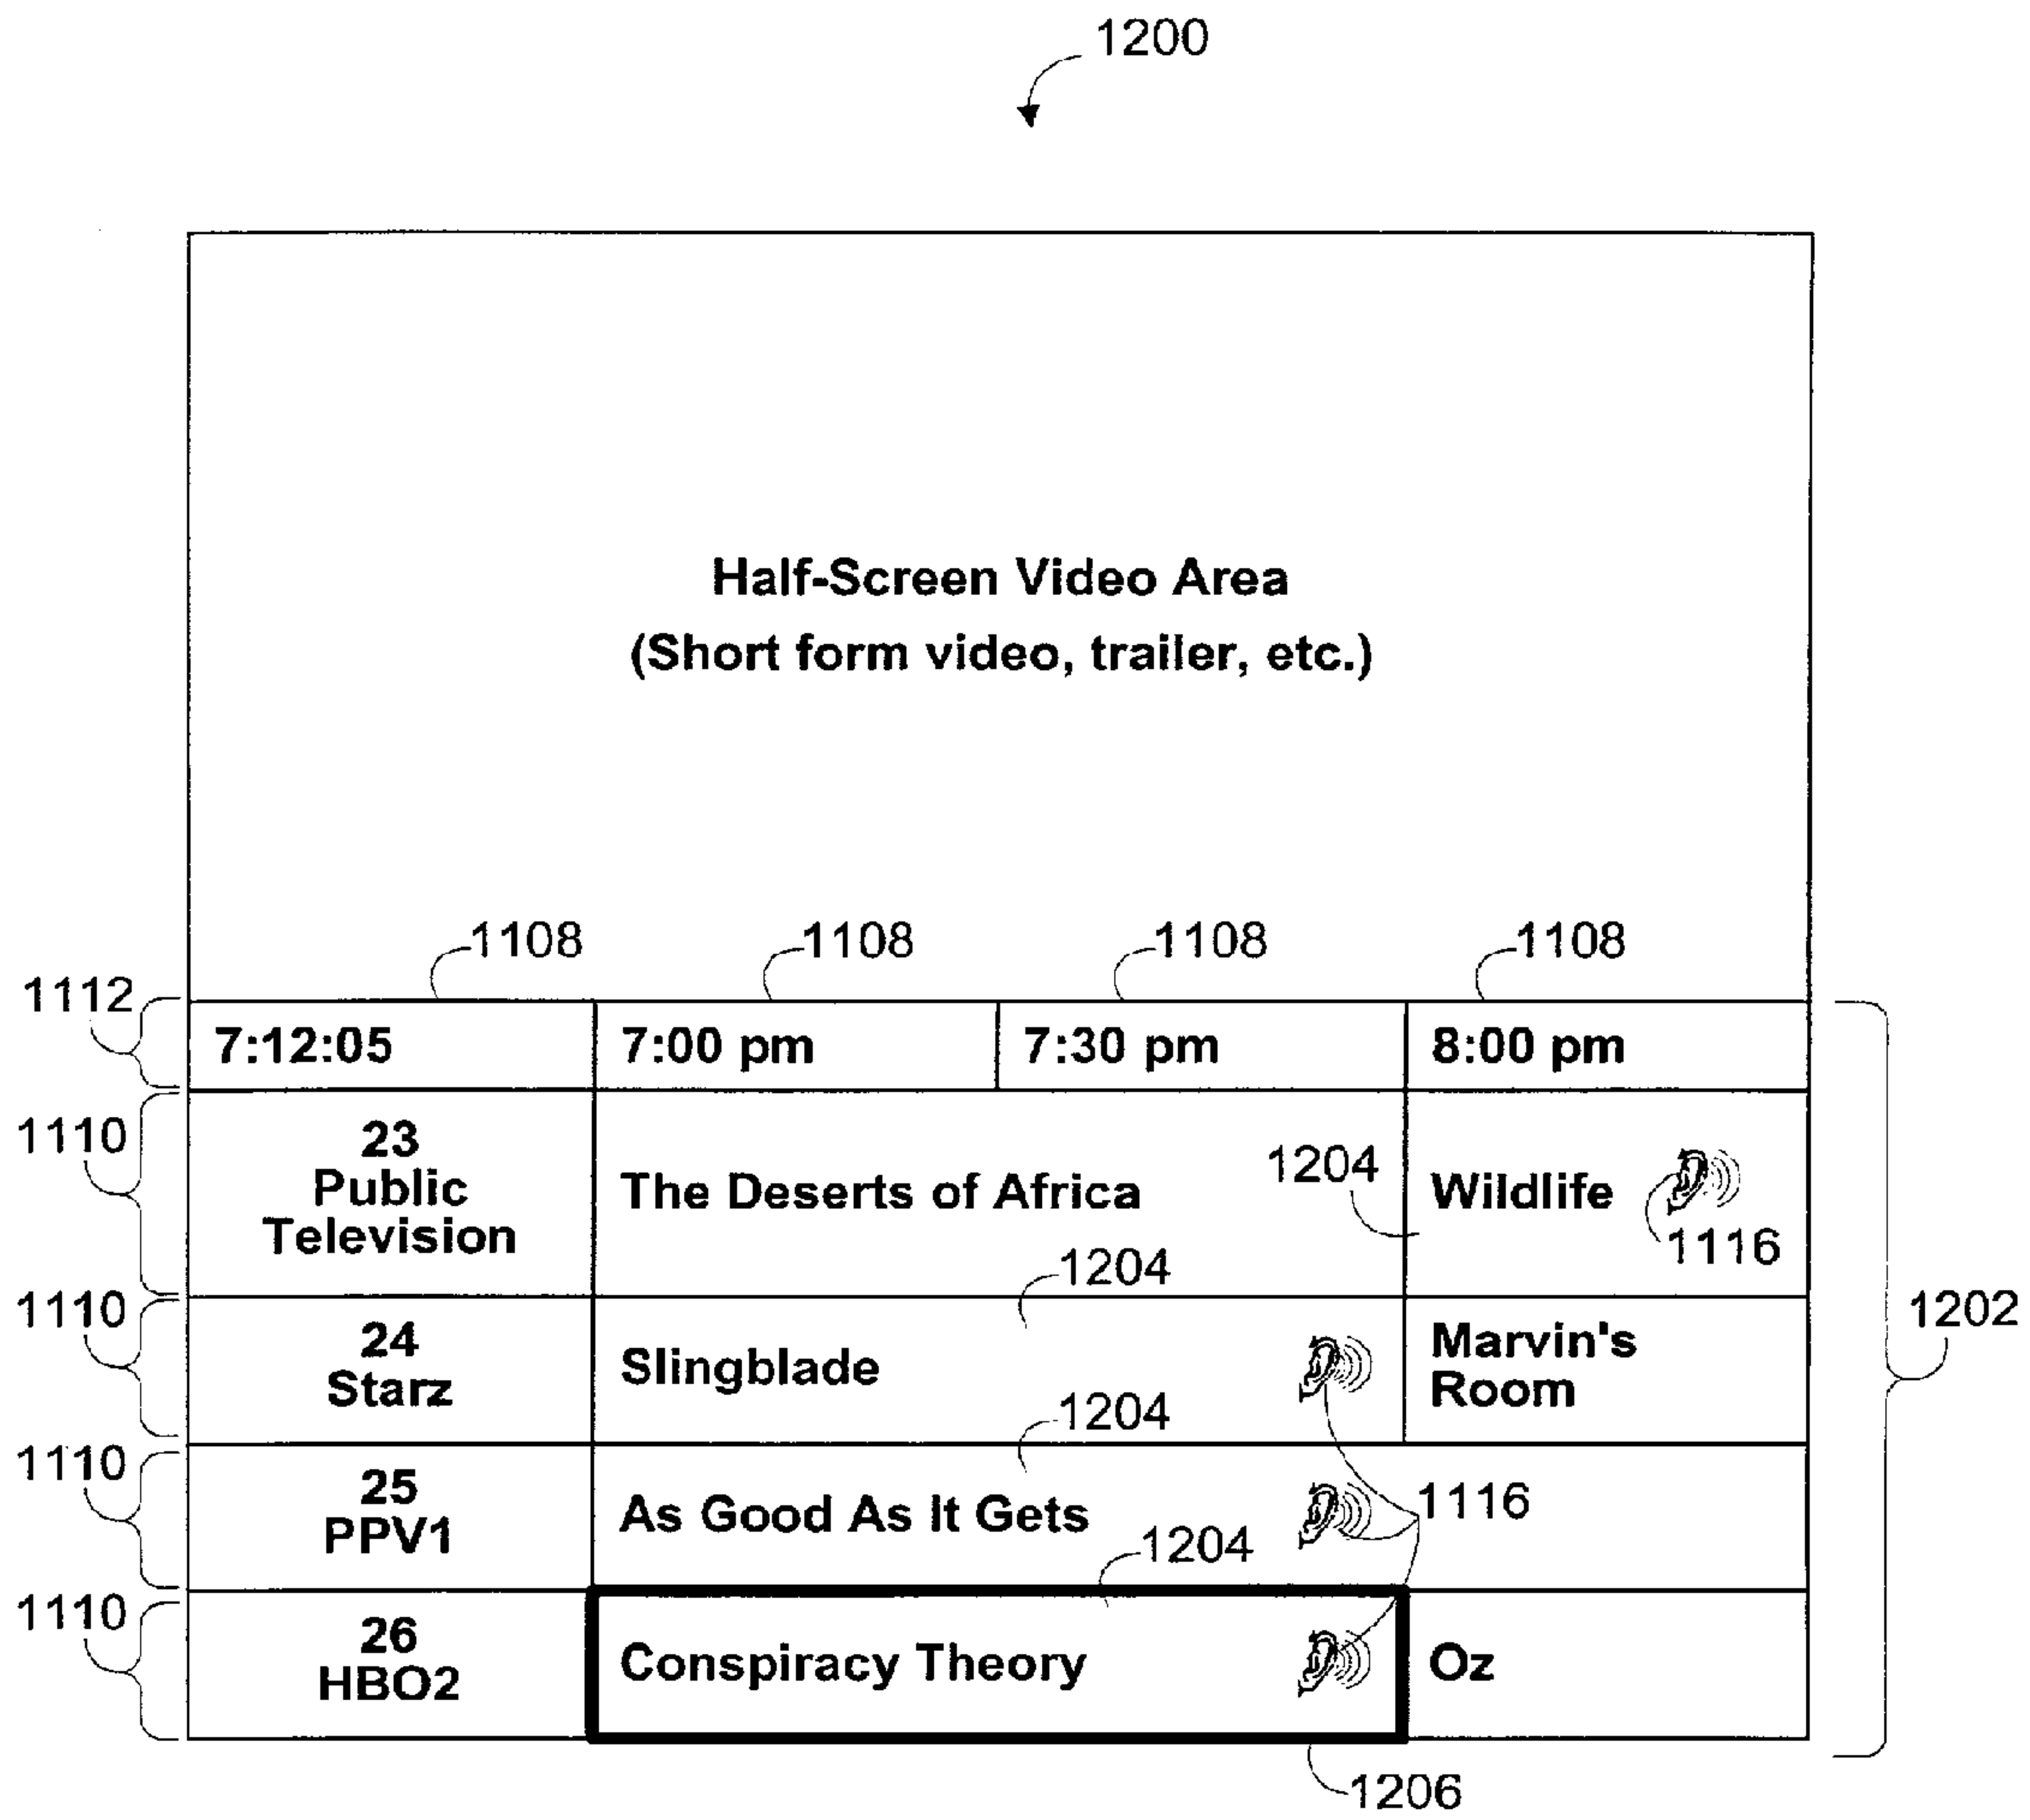 1200
Half-Screen Video Area
(Short form video, trailer, etc.)
1108 1108 1108 1108
1112
7:12:05 7:00 pm 7:30 pm 8:00 pm
1110
23
Public
Television
The Deserts of Africa
1204
Wildlife
1116
1204
1110
24
Starz
Slingblade
Marvin's
Room
1202
1204
1110
25
PPV1
As Good As It Gets
1116
1204
1110
26
HBO2
Conspiracy Theory
Oz
1206